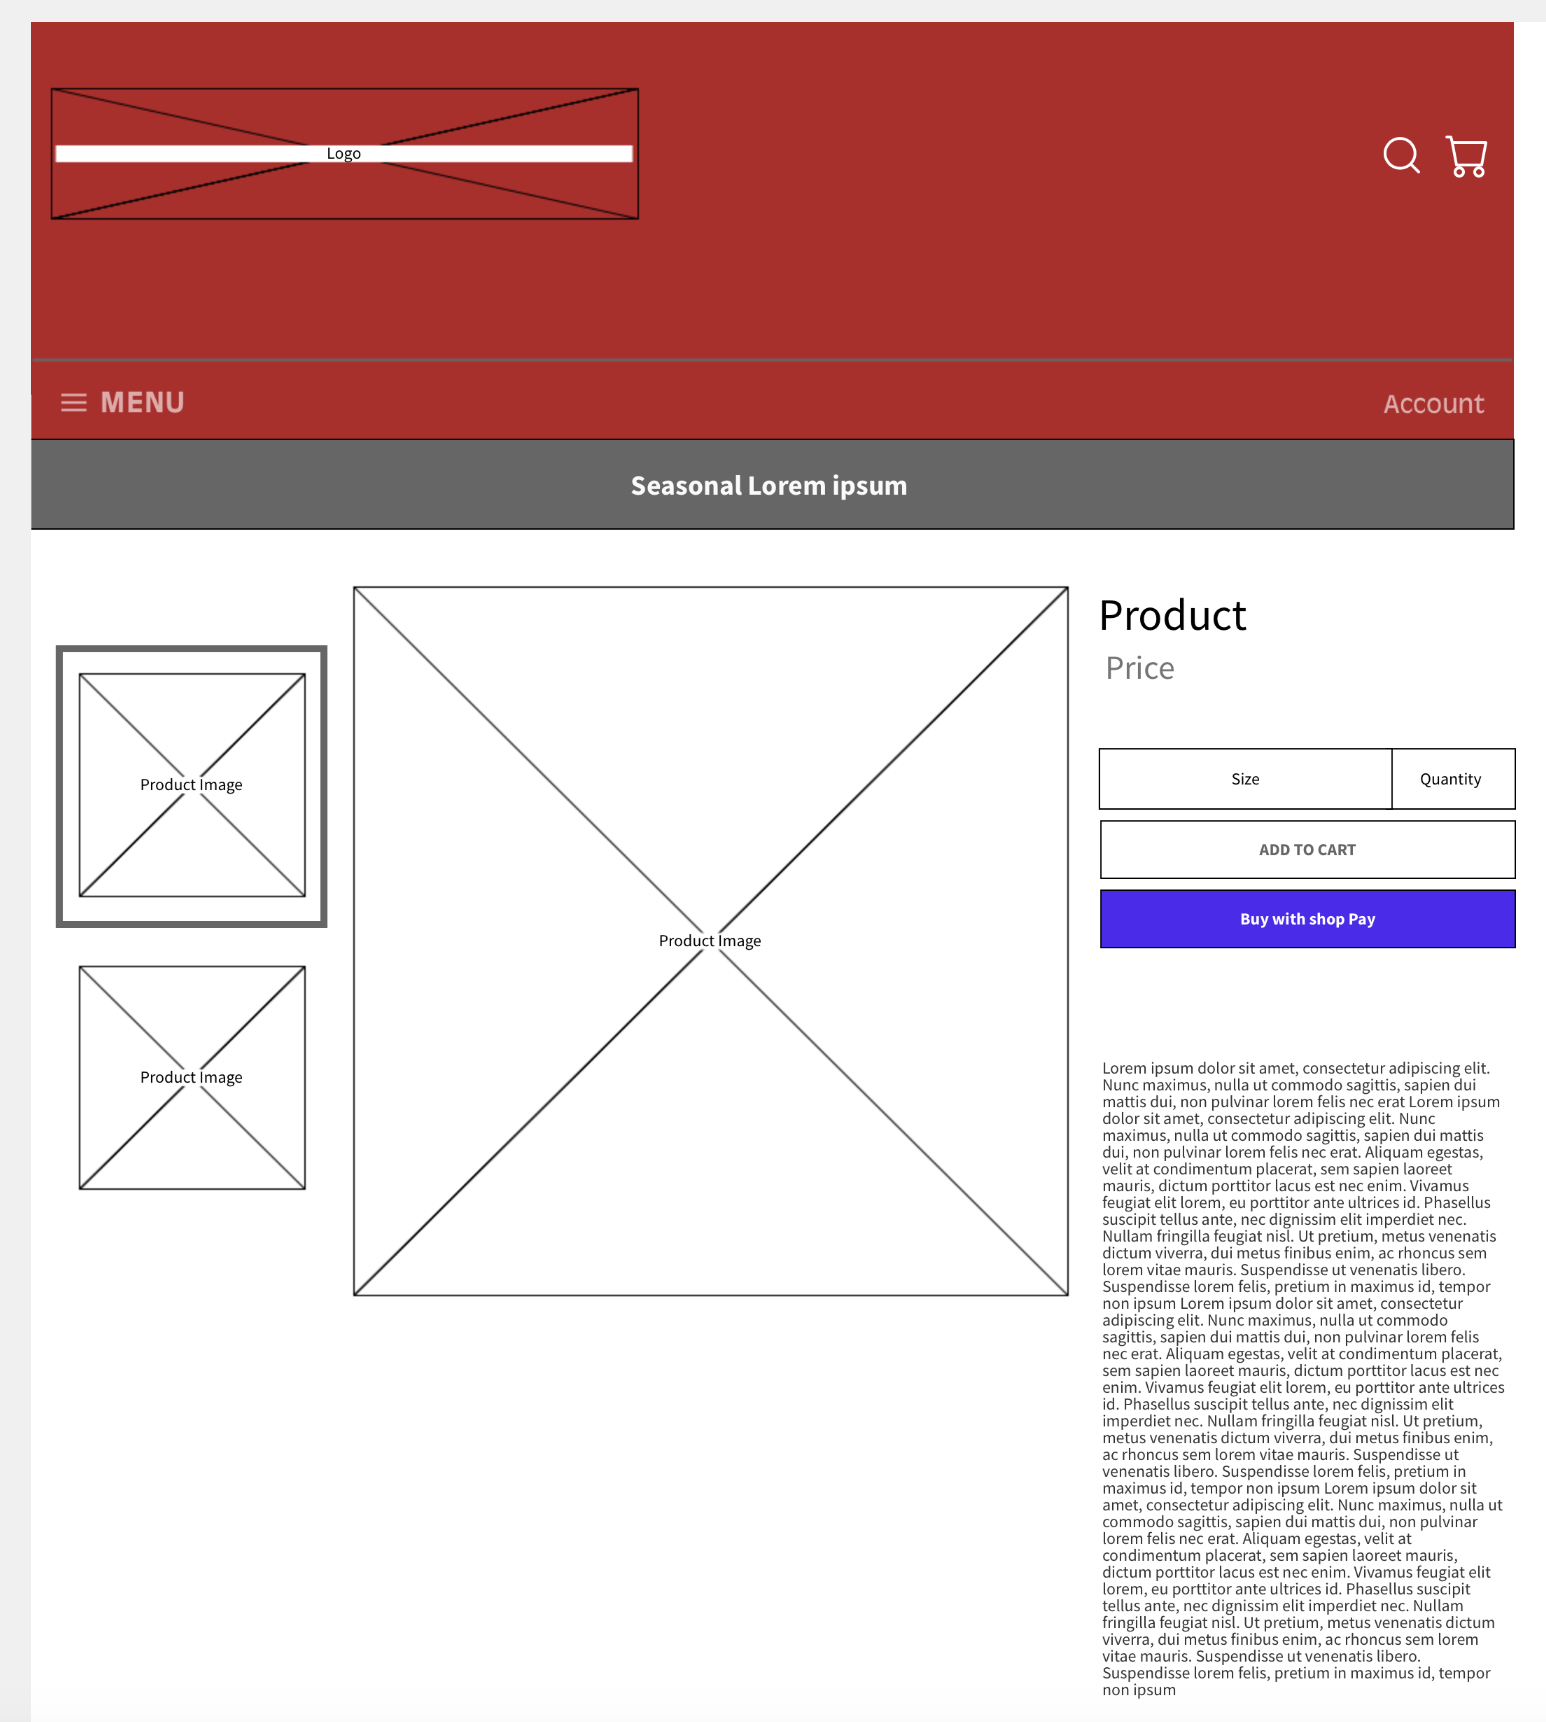 Logo
MENU
Account
Seasonal Lorem ipsum
Product Image
Product Image
Product Image
Product
Price
Size
Quantity
ADD TO CART
Buy with shop Pay
Lorem ipsum dolor sit amet, consectetur adipiscing elit.
Nunc maximus, nulla ut commodo sagittis, sapien dui
mattis dui, non pulvinar lorem felis nec erat Lorem ipsum
dolor sit amet, consectetur adipiscing elit. Nunc
maximus, nulla ut commodo sagittis, sapien dui mattis
dui, non pulvinar lorem felis nec erat. Aliquam egestas,
velit at condimentum placerat, sem sapien laoreet
mauris, dictum porttitor lacus est nec enim. Vivamus
feugiat elit lorem, eu porttitor ante ultrices id. Phasellus
suscipit tellus ante, nec dignissim elit imperdiet nec.
Nullam fringilla feugiat nisl. Ut pretium, metus venenatis
dictum viverra, dui metus finibus enim, ac rhoncus sem
lorem vitae mauris. Suspendisse ut venenatis libero.
Suspendisse lorem felis, pretium in maximus id, tempor
non ipsum Lorem ipsum dolor sit amet, consectetur
adipiscing elit. Nunc maximus, nulla ut commodo
sagittis, sapien dui mattis dui, non pulvinar lorem felis
nec erat. Aliquam egestas, velit at condimentum placerat,
sem sapien laoreet mauris, dictum porttitor lacus est nec
enim. Vivamus feugiat elit lorem, eu porttitor ante ultrices
id. Phasellus suscipit tellus ante, nec dignissim elit
imperdiet nec. Nullam fringilla feugiat nisl. Ut pretium,
metus venenatis dictum viverra, dui metus finibus enim,
ac rhoncus sem lorem vitae mauris. Suspendisse ut
venenatis libero. Suspendisse lorem felis, pretium in
maximus id, tempor non ipsum Lorem ipsum dolor sit
amet, consectetur adipiscing elit. Nunc maximus, nulla ut
commodo sagittis, sapien dui mattis dui, non pulvinar
lorem felis nec erat. Aliquam egestas, velit at
condimentum placerat, sem sapien laoreet mauris,
dictum porttitor lacus est nec enim. Vivamus feugiat elit
lorem, eu porttitor ante ultrices id. Phasellus suscipit
tellus ante, nec dignissim elit imperdiet nec. Nullam
fringilla feugiat nisl. Ut pretium, metus venenatis dictum
viverra, dui metus finibus enim, ac rhoncus sem lorem
vitae mauris. Suspendisse ut venenatis libero.
Suspendisse lorem felis, pretium in maximus id, tempor
non ipsum